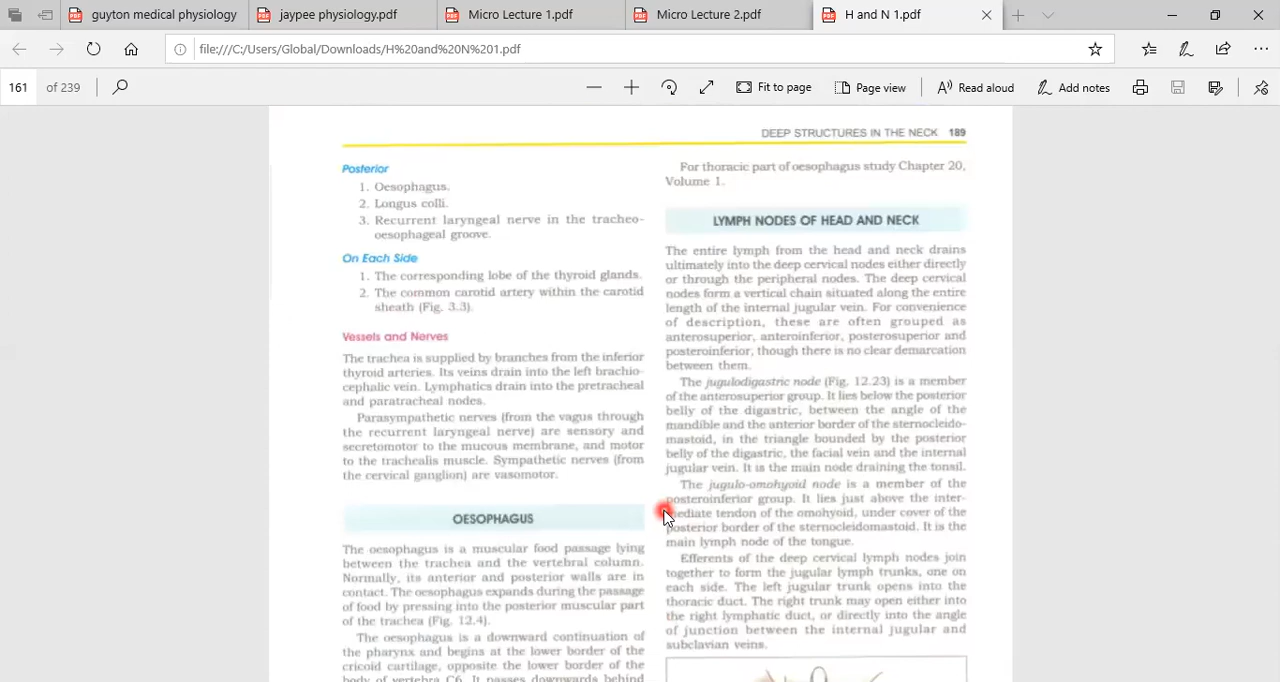 guyton medical physiology
jaypee physiology.pdf
Micro Lecture 1.pdf
Micro Lecture 2.pdf
H and N 1.pdf
file:///C:/Users/Global/Downloads/H%20and%20N%201.pdf
161 of 239
Fit to page
Page view
Read aloud
Add notes
DEEP STRUCTURES IN THE NECK 189
Posterior
1. Oesophagus.
2. Longus colli.
3. Recurrent laryngeal nerve in the tracheo-
oesophageal groove.
On Each Side
1. The corresponding lobe of the thyroid glands.
2. The common carotid artery within the carotid
sheath (Fig. 3.3).
Vessels and Nerves
The trachea is supplied by branches from the inferior
thyroid arteries. Its veins drain into the left brachio-
cephalic vein. Lymphatics drain into the pretracheal
and paratracheal nodes.
Parasympathetic nerves (from the vagus through
the recurrent laryngeal nerve) are sensory and
secretomotor to the mucous membrane, and motor
to the trachealis muscle. Sympathetic nerves (from
the cervical ganglion) are vasomotor.
OESOPHAGUS
The oesophagus is a muscular food passage lying
between the trachea and the vertebral column.
Normally, its anterior and posterior walls are in
contact. The oesophagus expands during the passage
of food by pressing into the posterior muscular part
of the trachea (Fig. 12.4).
The oesophagus is a downward continuation of
the pharynx and begins at the lower border of the
cricoid cartilage, opposite the lower border of the
body of vertebra C6. It passes downwards behind
For thoracic part of oesophagus study Chapter 20,
Volume 1.
LYMPH NODES OF HEAD AND NECK
The entire lymph from the head and neck drains
ultimately into the deep cervical nodes either directly
or through the peripheral nodes. The deep cervical
nodes form a vertical chain situated along the entire
length of the internal jugular vein. For convenience
of description, these are often grouped as
anterosuperior, anteroinferior, posterosuperior and
posteroinferior, though there is no clear demarcation
between them.
The jugulodigastric node (Fig. 12.23) is a member
of the anterosuperior group. It lies below the posterior
belly of the digastric, between the angle of the
mandible and the anterior border of the sternocleido-
mastoid, in the triangle bounded by the posterior
belly of the digastric, the facial vein and the internal
jugular vein. It is the main node draining the tonsil.
The jugulo-omohyoid node is a member of the
posteroinferior group. It lies just above the inter-
mediate tendon of the omohyoid, under cover of the
posterior border of the sternocleidomastoid. It is the
main lymph node of the tongue.
Efferents of the deep cervical lymph nodes join
together to form the jugular lymph trunks, one on
each side. The left jugular trunk opens into the
thoracic duct. The right trunk may open either into
the right lymphatic duct, or directly into the angle
of junction between the internal jugular and
subclavian veins.